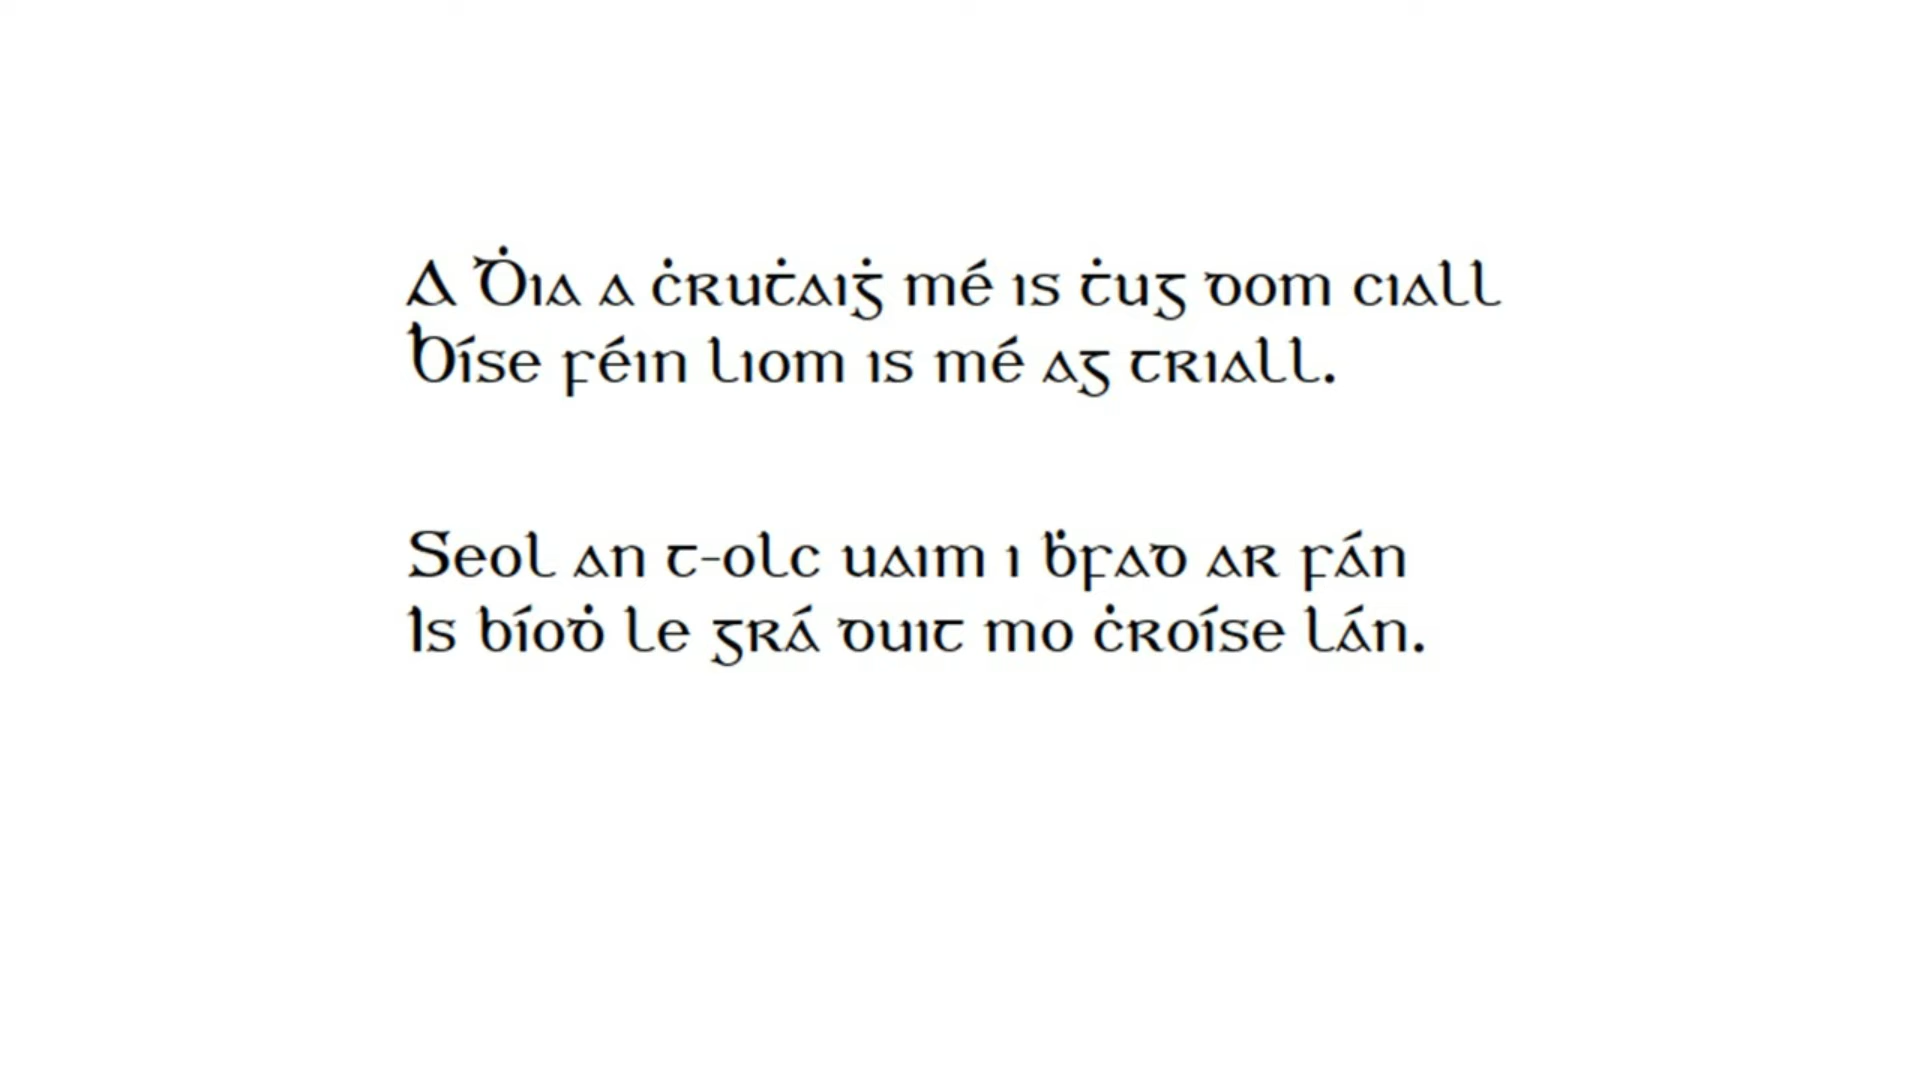 A Ḋia a ċruṫaiġ mé is ṫug dom ciall
Bíse féin liom is mé ag triall.
Seol an t-olc uaim i ḃfad ar fán
Is bíoḋ le grá duit mo ċroíse lán.